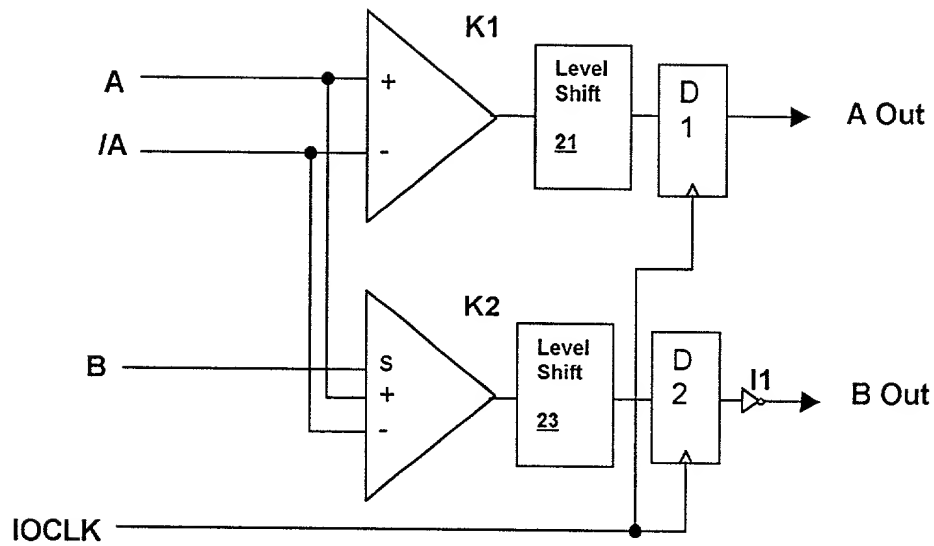 K1
A
+
/A
-
Level
Shift
21
D
1
A Out
K2
B
S
+
-
Level
Shift
23
D
2
I1
B Out
IOCLK